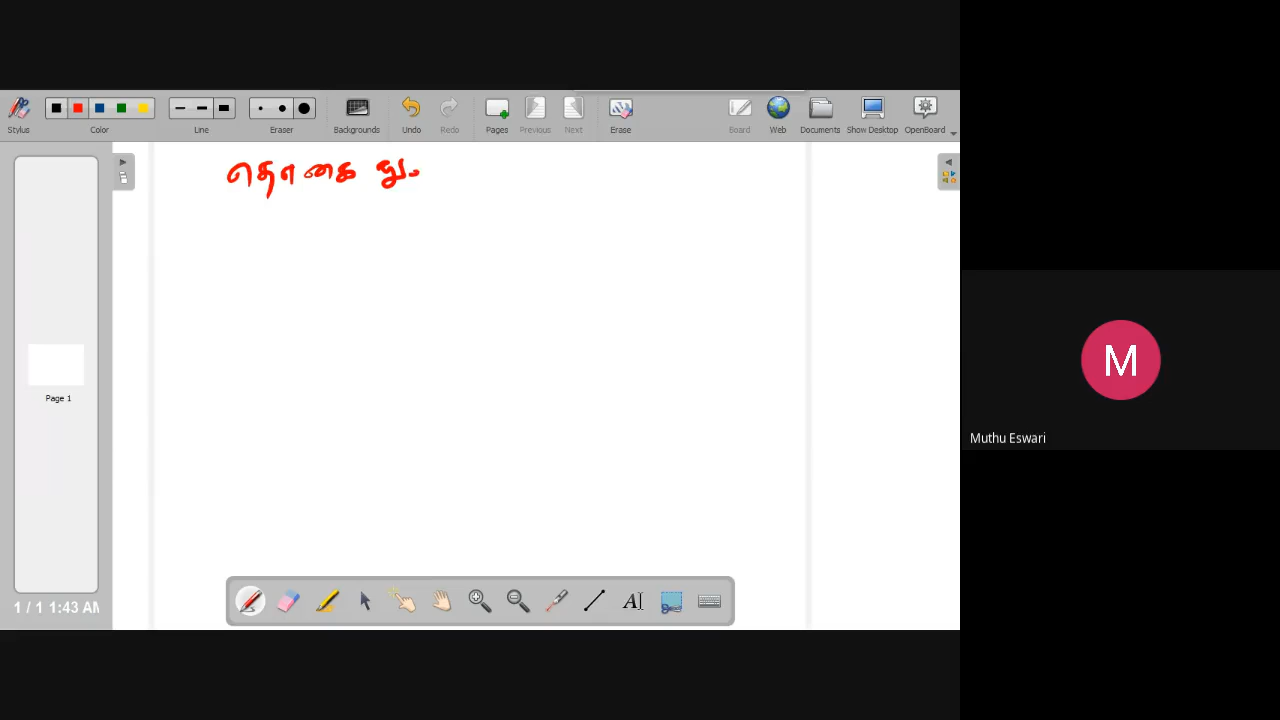 Stylus
Color
Line
Eraser
Backgrounds
Undo
Redo
Pages
Previous
Next
Erase
Board
Web
Documents
Show Desktop
OpenBoard
தொகை
Page 1
1 / 1 1:43 AM
M
Muthu Eswari